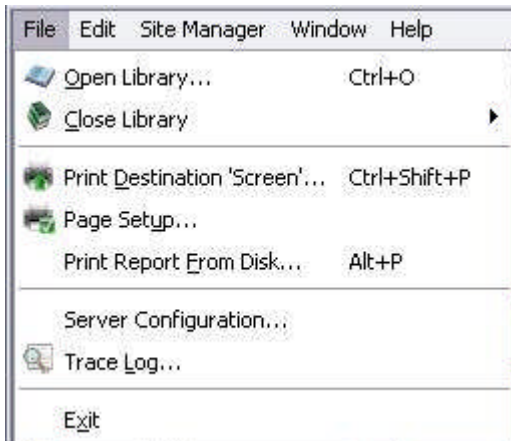 File Edit Site Manager Window Help
Open Library... Ctrl+O
Close Library
Print Destination 'Screen'... Ctrl+Shift+P
Page Setup...
Print Report From Disk... Alt+P
Server Configuration...
Trace Log...
Exit